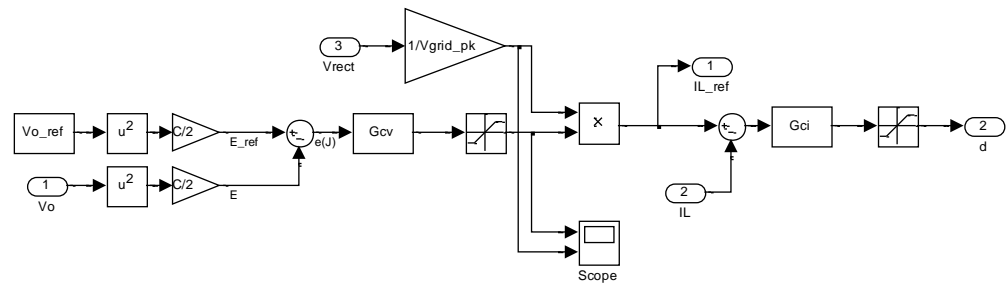 3
Vrect
1/Vgrid_pk
1
IL_ref
Vo_ref
u²
C/2
E_ref
e(J)
Gcv
x
Gci
2
d
1
Vo
u²
C/2
E
2
IL
Scope